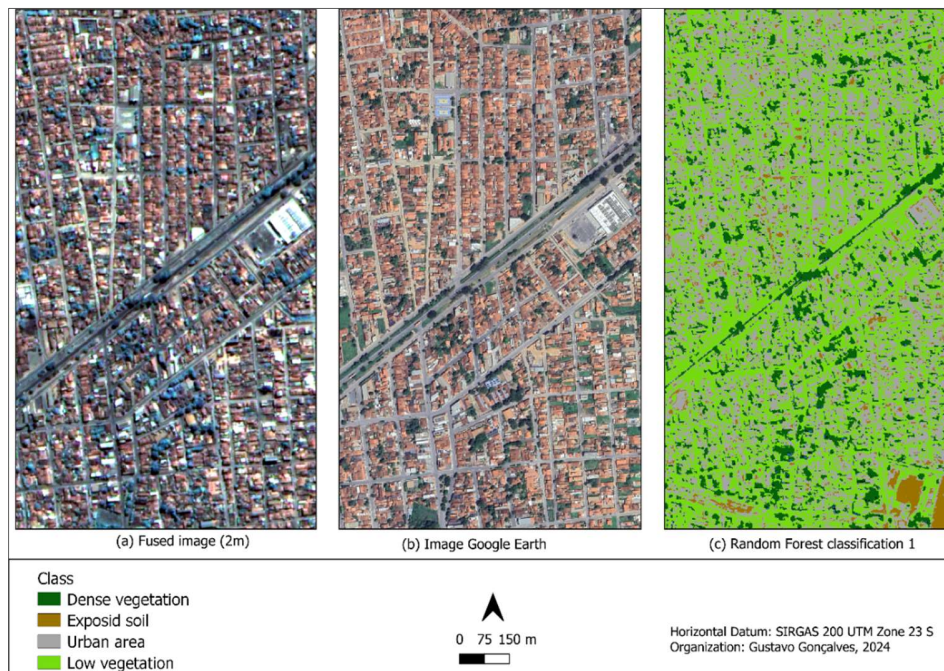 (a) Fused image (2m)
(b) Image Google Earth
(c) Random Forest classification 1
Class
Dense vegetation
Exposid soil
Urban area
Low vegetation
0 75 150 m
Horizontal Datum: SIRGAS 200 UTM Zone 23 S
Organization: Gustavo Gonçalves, 2024